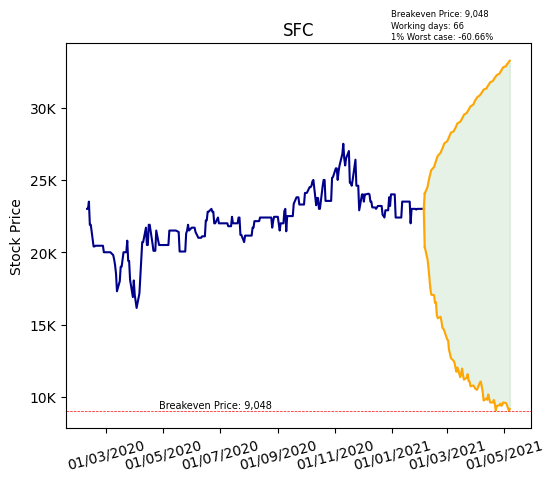 Breakeven Price: 9,048
Working days: 66
1% Worst case: -60.66%
SFC
Stock Price
30K
25K
20K
15K
10K
Breakeven Price: 9,048
01/03/2020
01/05/2020
01/07/2020
01/09/2020
01/11/2020
01/01/2021
01/03/2021
01/05/2021